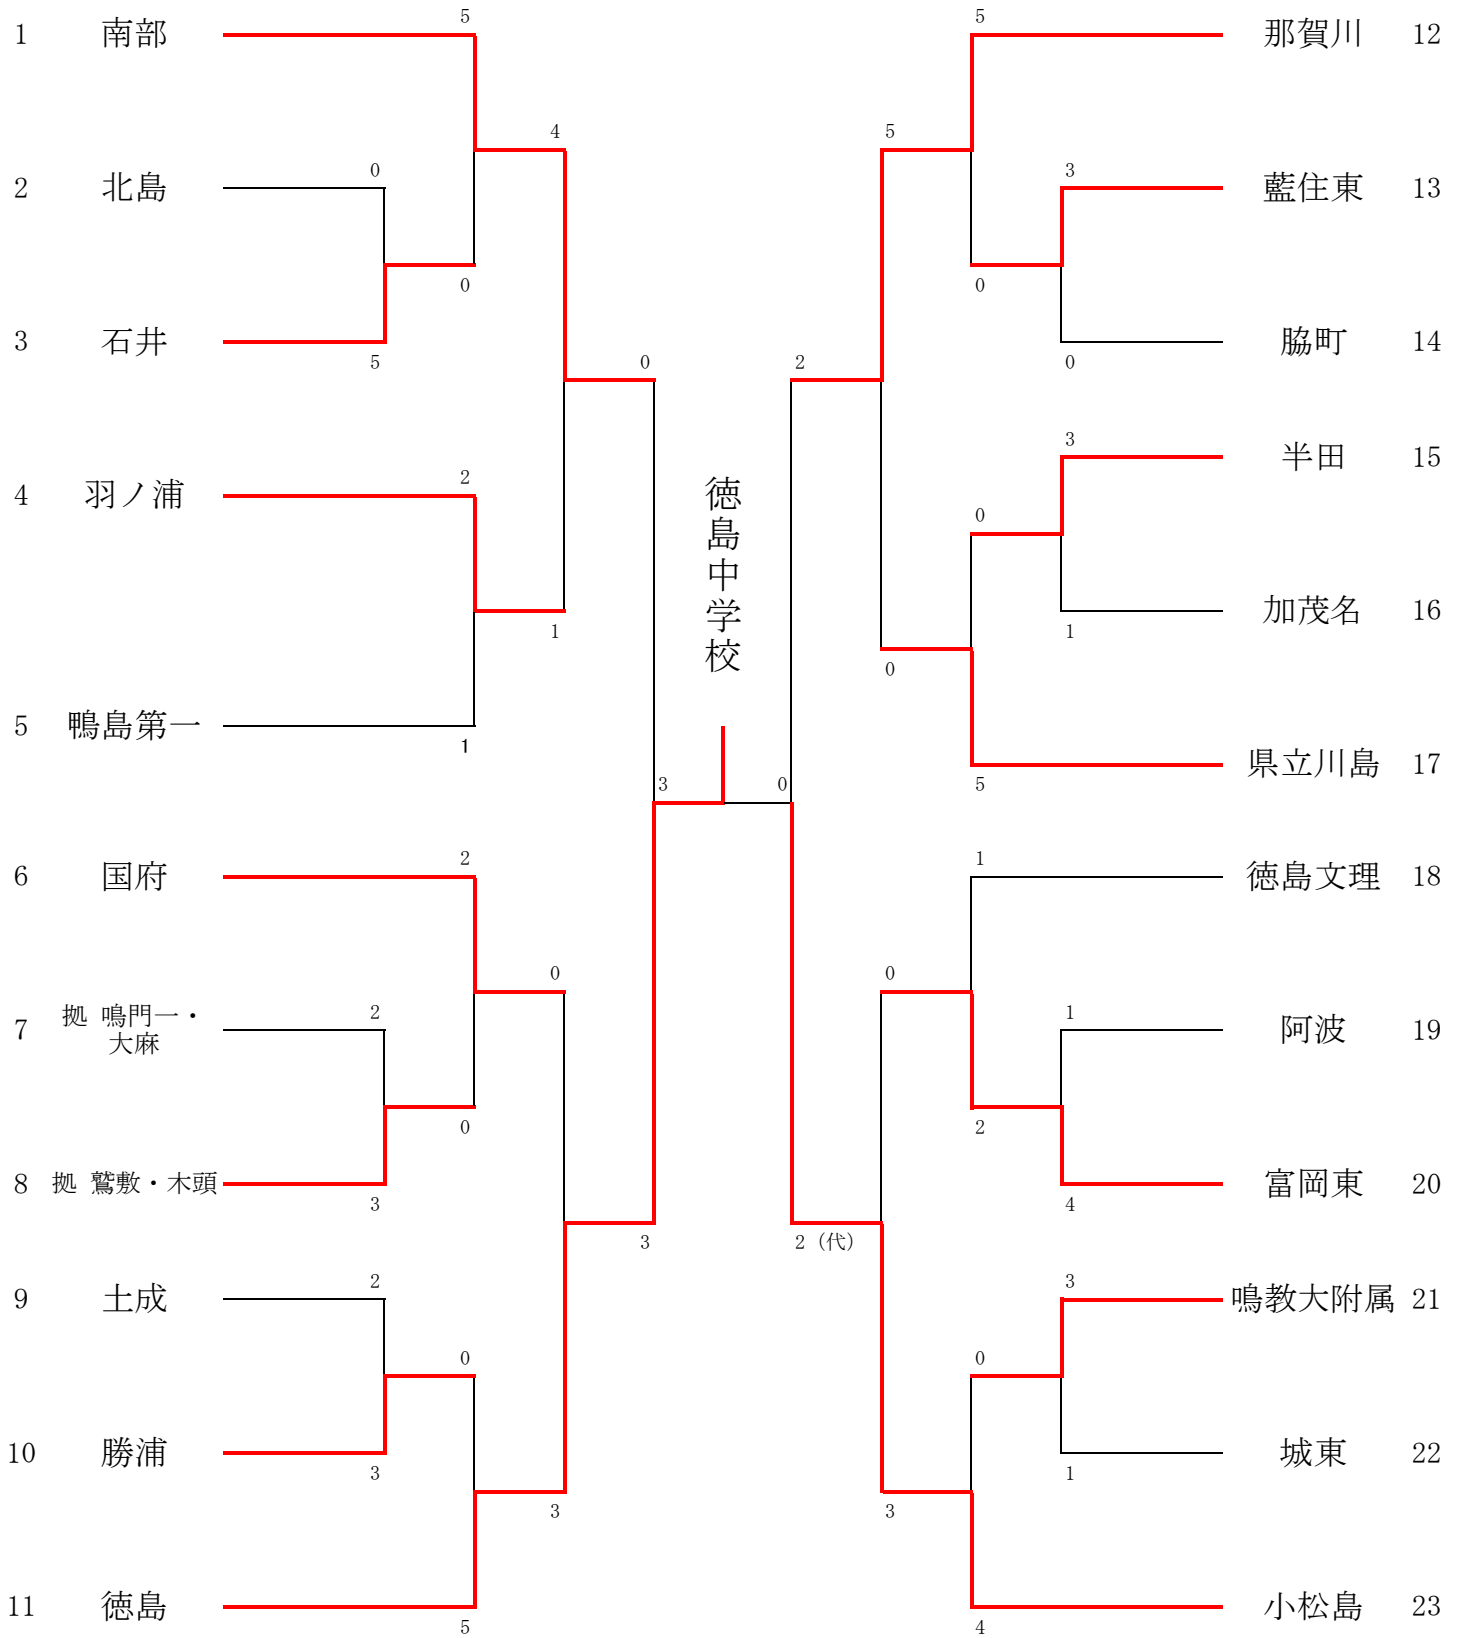 5
5
1 南部
那賀川 12
4
5
0
3
2 北島
藍住東 13
0
0
3 石井
脇町 14
5
0
2
0
3
半田 15
2
4 羽ノ浦
徳島中学校
0
1
加茂名 16
1
0
5 鴨島第一
1
県立川島 17
3
0
5
2
1
6 国府
徳島文理 18
0
0
2
1
7 拠 鳴門一・
大麻
阿波 19
0
2
8 拠 鷲敷・木頭
富岡東 20
3
4
3
2（代）
2
3
9 土成
鳴教大附属 21
0
0
10 勝浦
城東 22
3
1
3
3
11 徳島
小松島 23
5
4